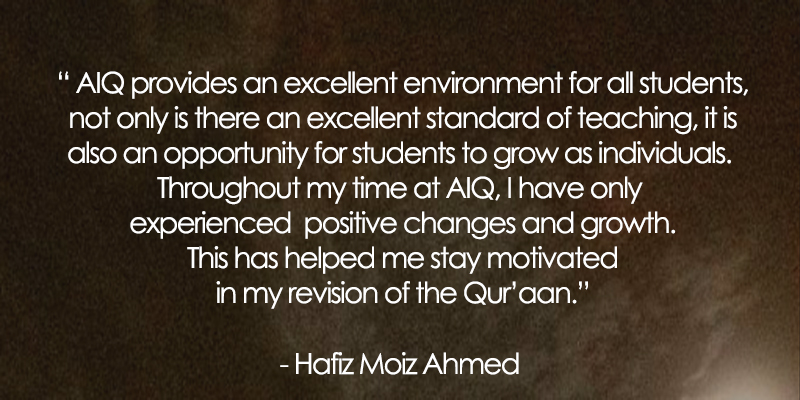 “ AIQ provides an excellent environment for all students,
not only is there an excellent standard of teaching, it is
also an opportunity for students to grow as individuals.
Throughout my time at AIQ, I have only
experienced  positive changes and growth.
This has helped me stay motivated
in my revision of the Qur’aan.”
- Hafiz Moiz Ahmed